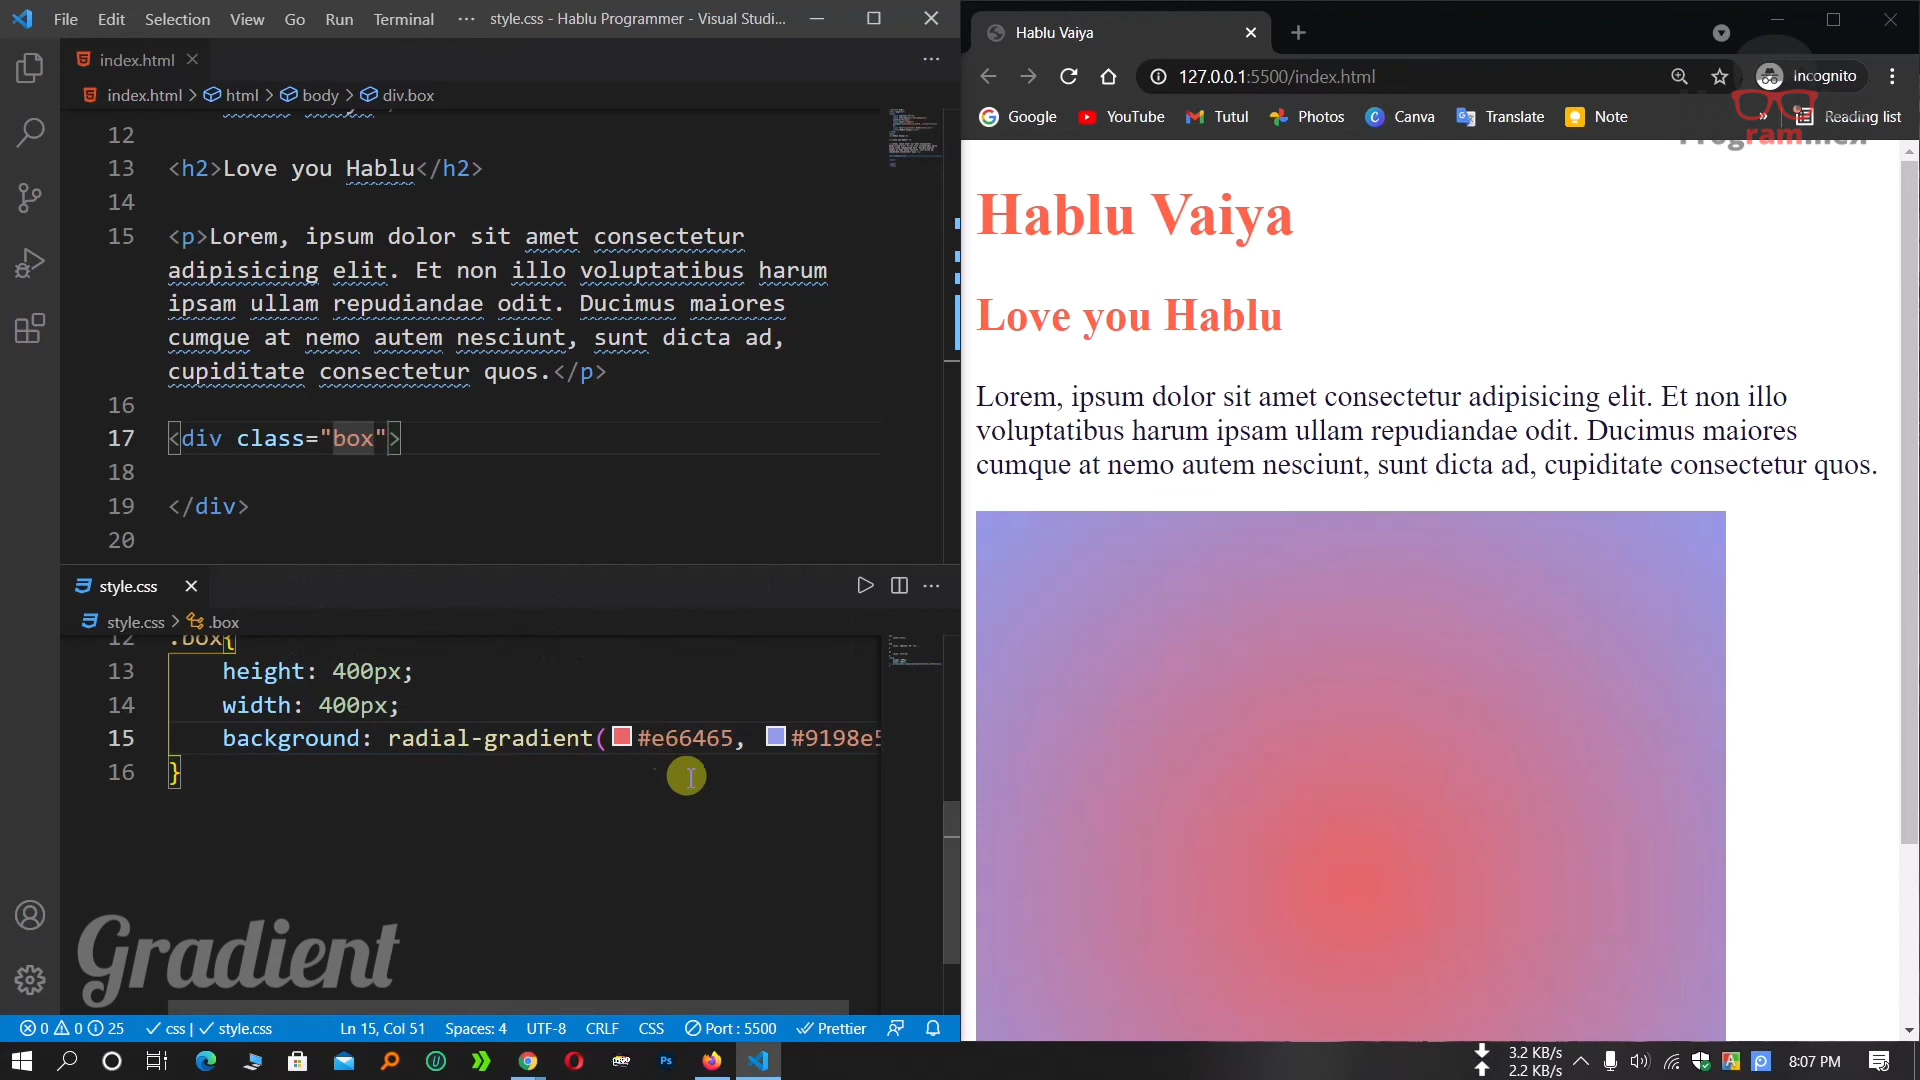 File Edit Selection View Go Run Terminal ··· style.css - Hablu Programmer - Visual Studi...
index.html
index.html > html > body > div.box
12
13 <h2>Love you Hablu</h2>
14
15 <p>Lorem, ipsum dolor sit amet consectetur
adipisicing elit. Et non illo voluptatibus harum
ipsam ullam repudiandae odit. Ducimus maiores
cumque at nemo autem nesciunt, sunt dicta ad,
cupiditate consectetur quos.</p>
16
17 <div class="box">
18
19 </div>
20
style.css
style.css > .box
12 .box{
13 height: 400px;
14 width: 400px;
15 background: radial-gradient(#e66465, #9198e5
16 }
Gradient
0 0 25 css | style.css Ln 15, Col 51 Spaces: 4 UTF-8 CRLF CSS Port : 5500 Prettier
Hablu Vaiya
127.0.0.1:5500/index.html Incognito
Google YouTube Tutul Photos Canva Translate Note » Reading list
Hablu Vaiya
Love you Hablu
Lorem, ipsum dolor sit amet consectetur adipisicing elit. Et non illo
voluptatibus harum ipsam ullam repudiandae odit. Ducimus maiores
cumque at nemo autem nesciunt, sunt dicta ad, cupiditate consectetur quos.
Ps
3.2 KB/s
2.2 KB/s
8:07 PM